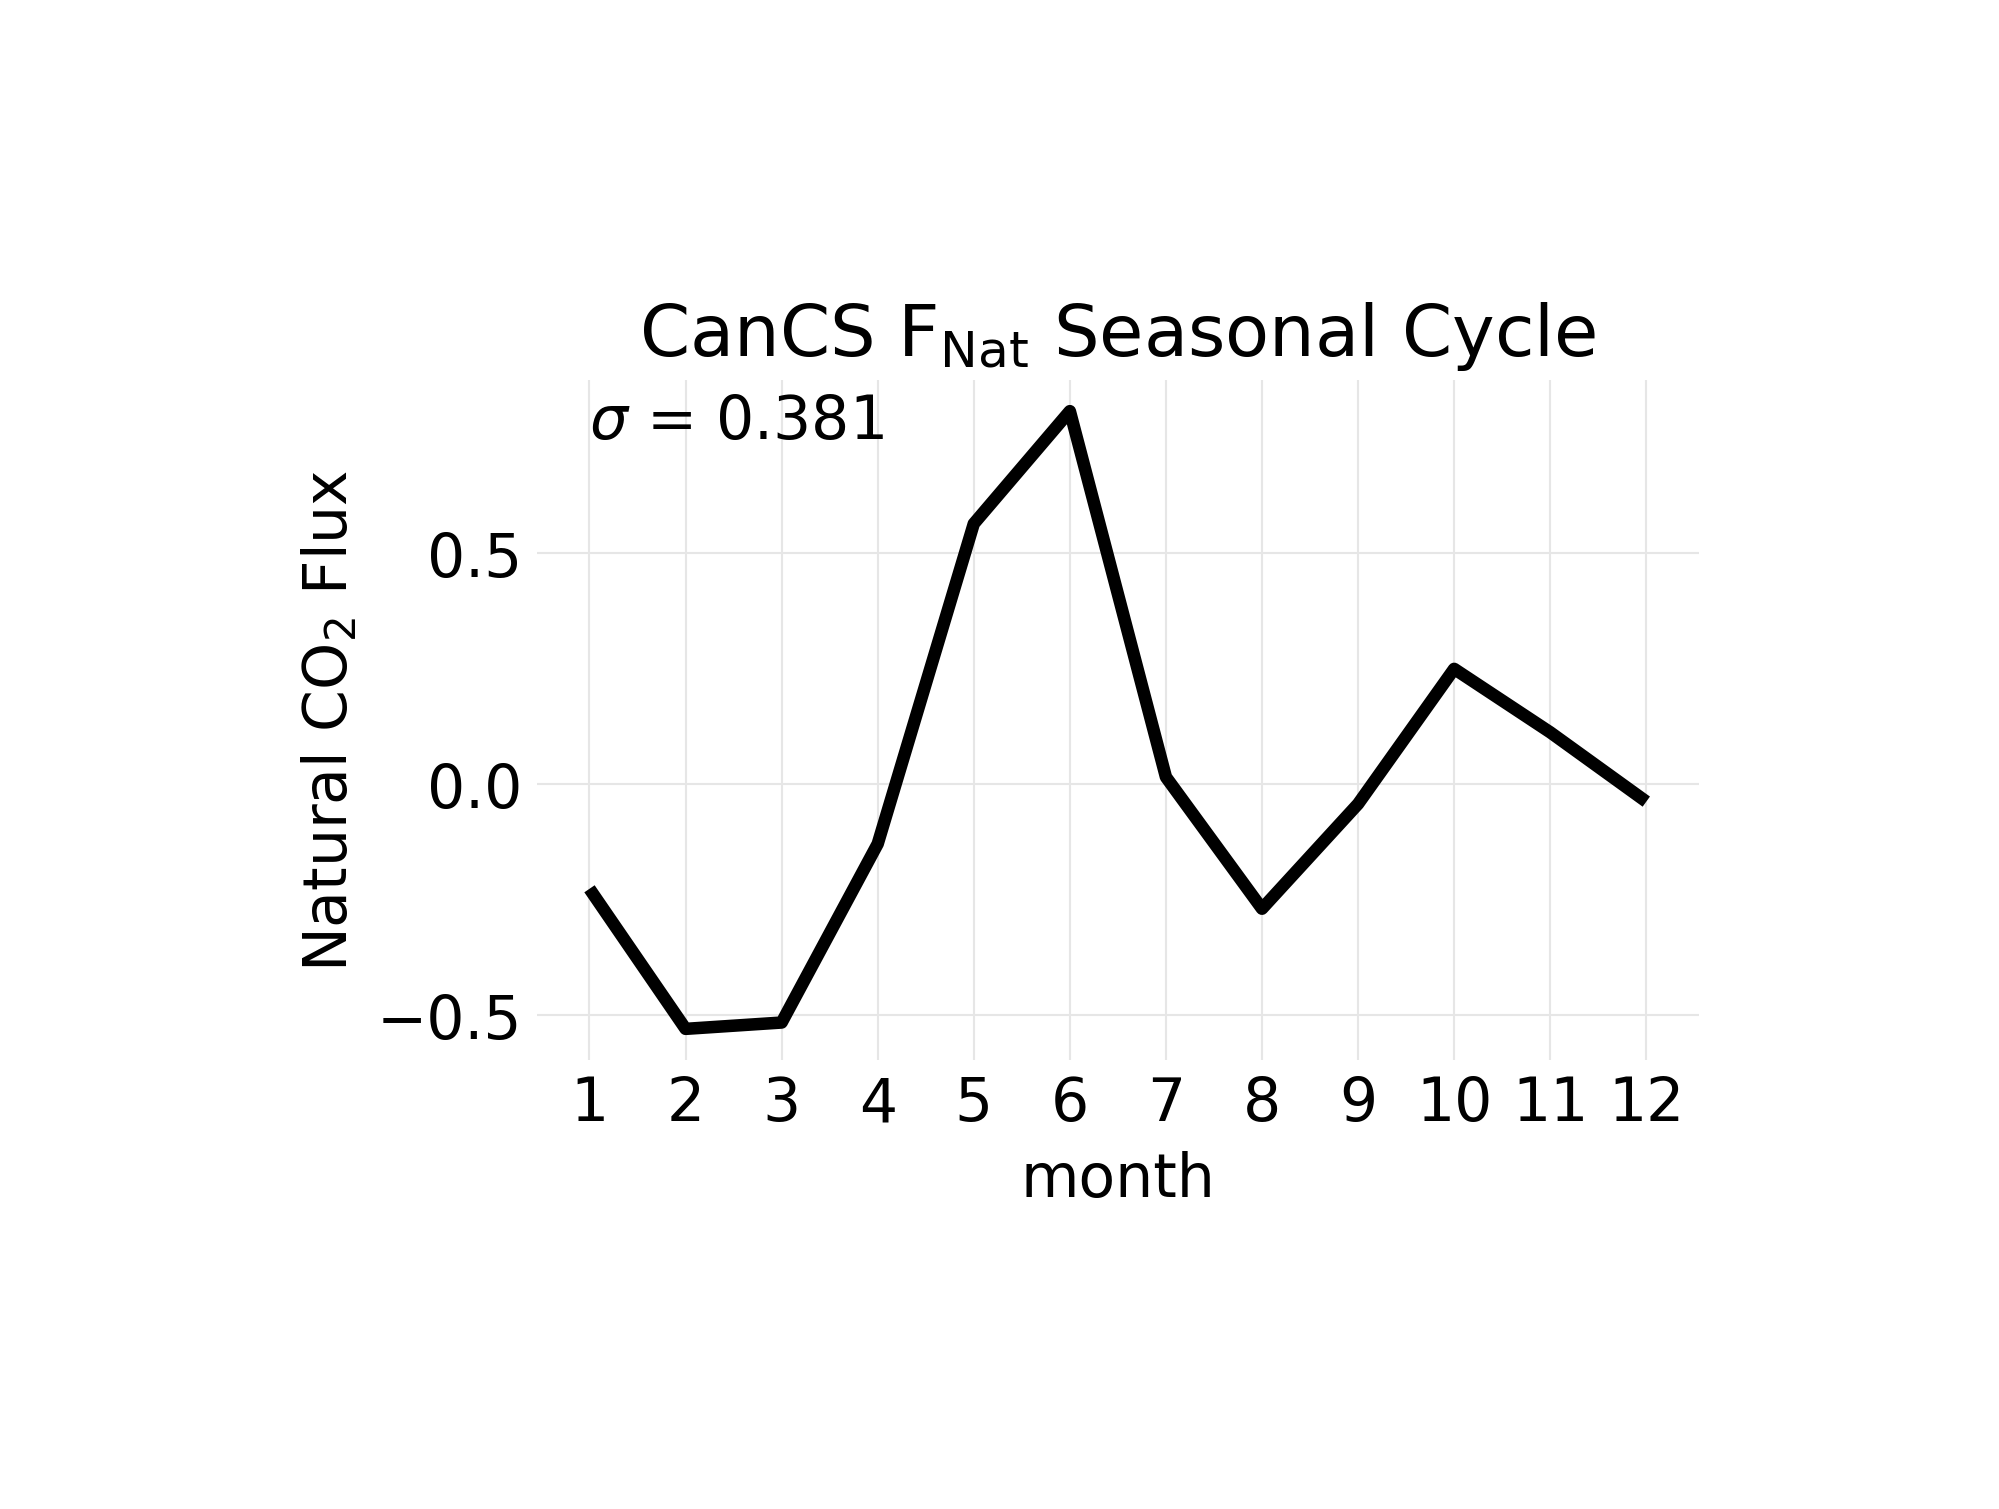 CanCS F_Nat Seasonal Cycle
σ = 0.381
Natural CO₂ Flux
0.5
0.0
−0.5
1 2 3 4 5 6 7 8 9 10 11 12
month